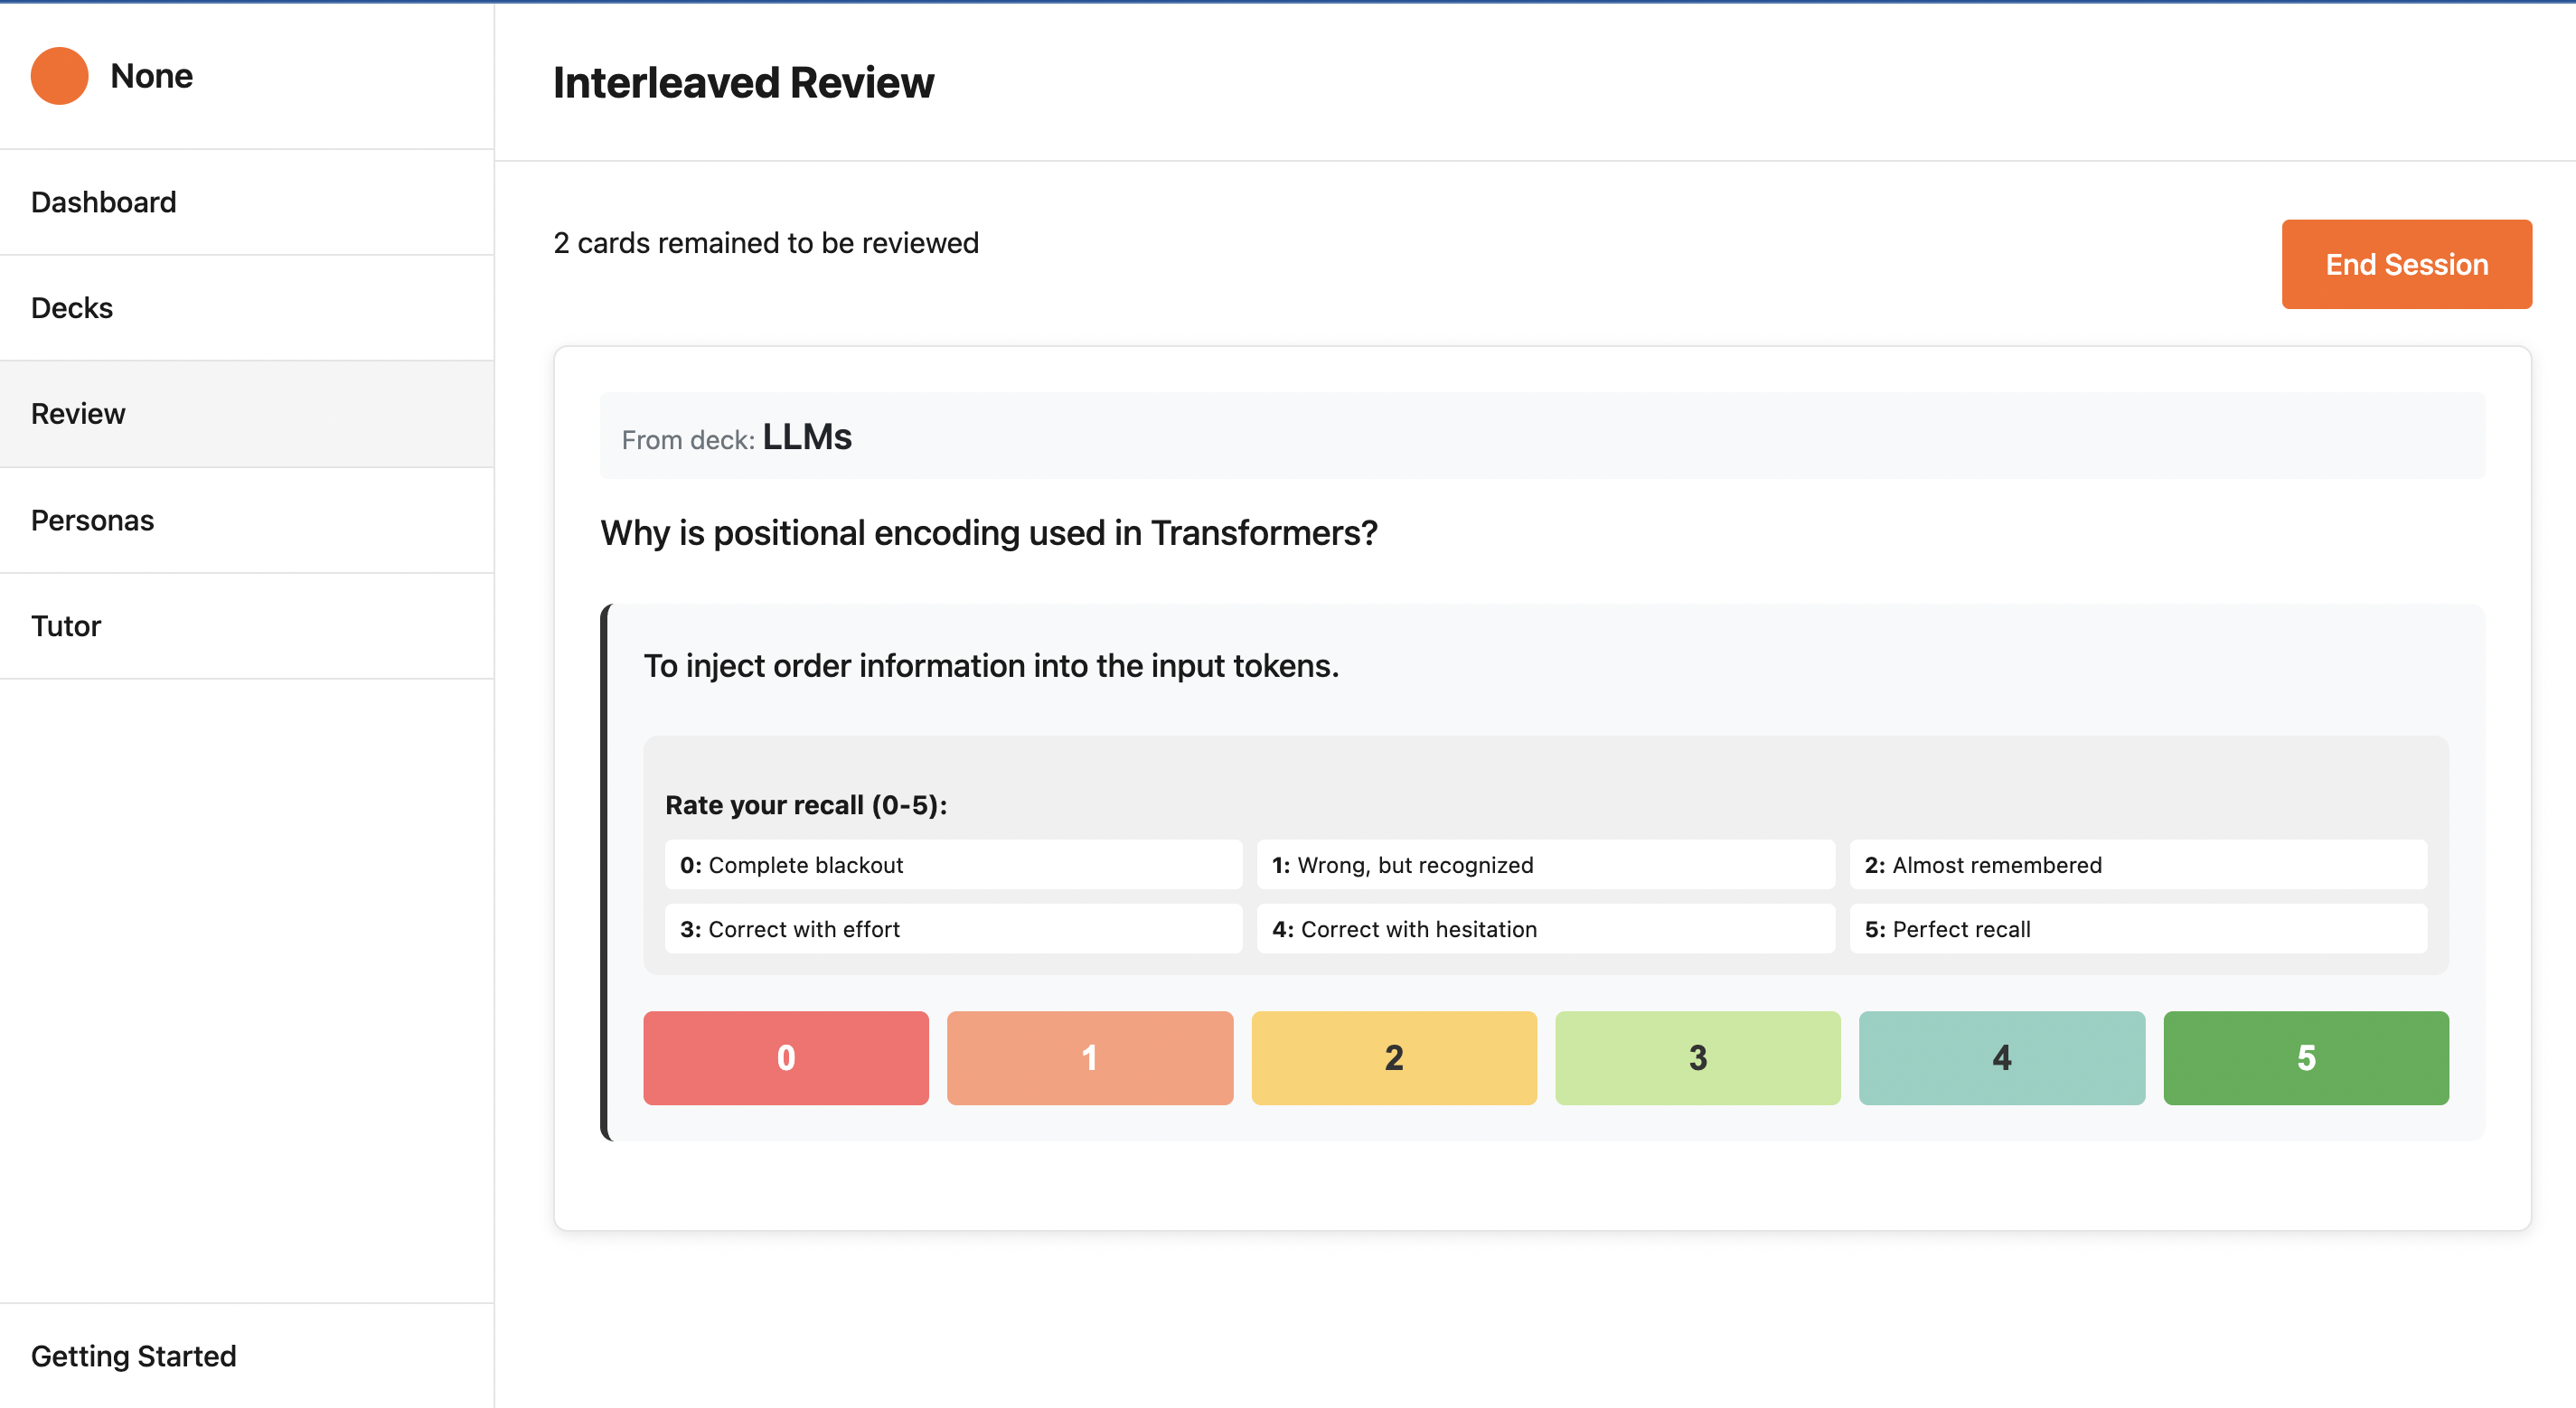 None
Dashboard
Decks
Review
Personas
Tutor
Getting Started
Interleaved Review
2 cards remained to be reviewed
End Session
From deck: LLMs
Why is positional encoding used in Transformers?
To inject order information into the input tokens.
Rate your recall (0-5):
0: Complete blackout
1: Wrong, but recognized
2: Almost remembered
3: Correct with effort
4: Correct with hesitation
5: Perfect recall
0
1
2
3
4
5